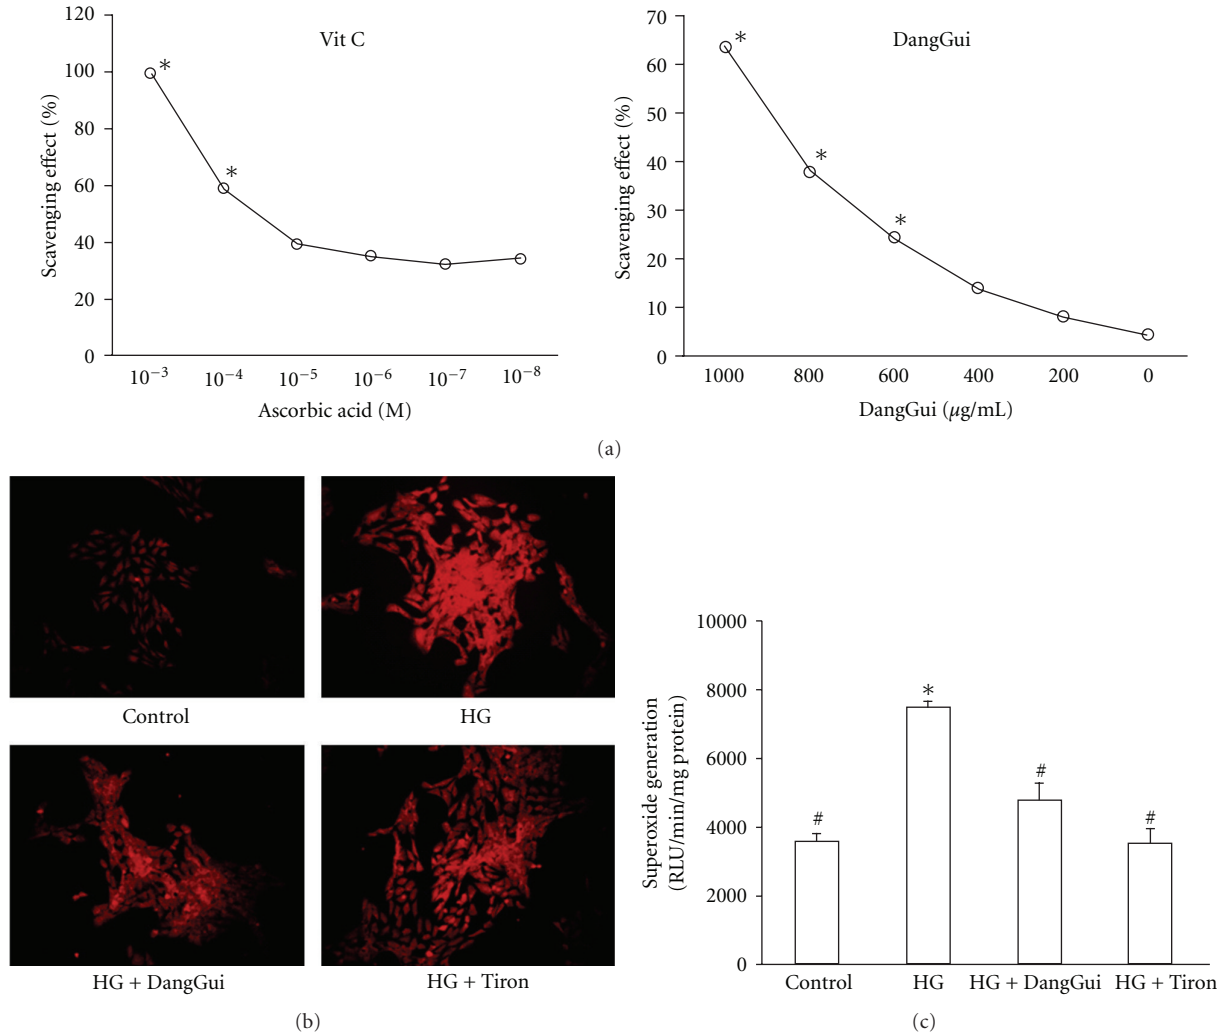 Vit C
Scavenging effect (%)
120
100
80
60
40
20
0
*
*
10−3 10−4 10−5 10−6 10−7 10−8
Ascorbic acid (M)
DangGui
Scavenging effect (%)
70
60
50
40
30
20
10
0
*
*
*
1000 800 600 400 200 0
DangGui (µg/mL)
(a)
Control
HG
HG + DangGui
HG + Tiron
(b)
Superoxide generation
(RLU/min/mg protein)
10000
8000
6000
4000
2000
0
#
*
#
#
Control HG HG + DangGui HG + Tiron
(c)